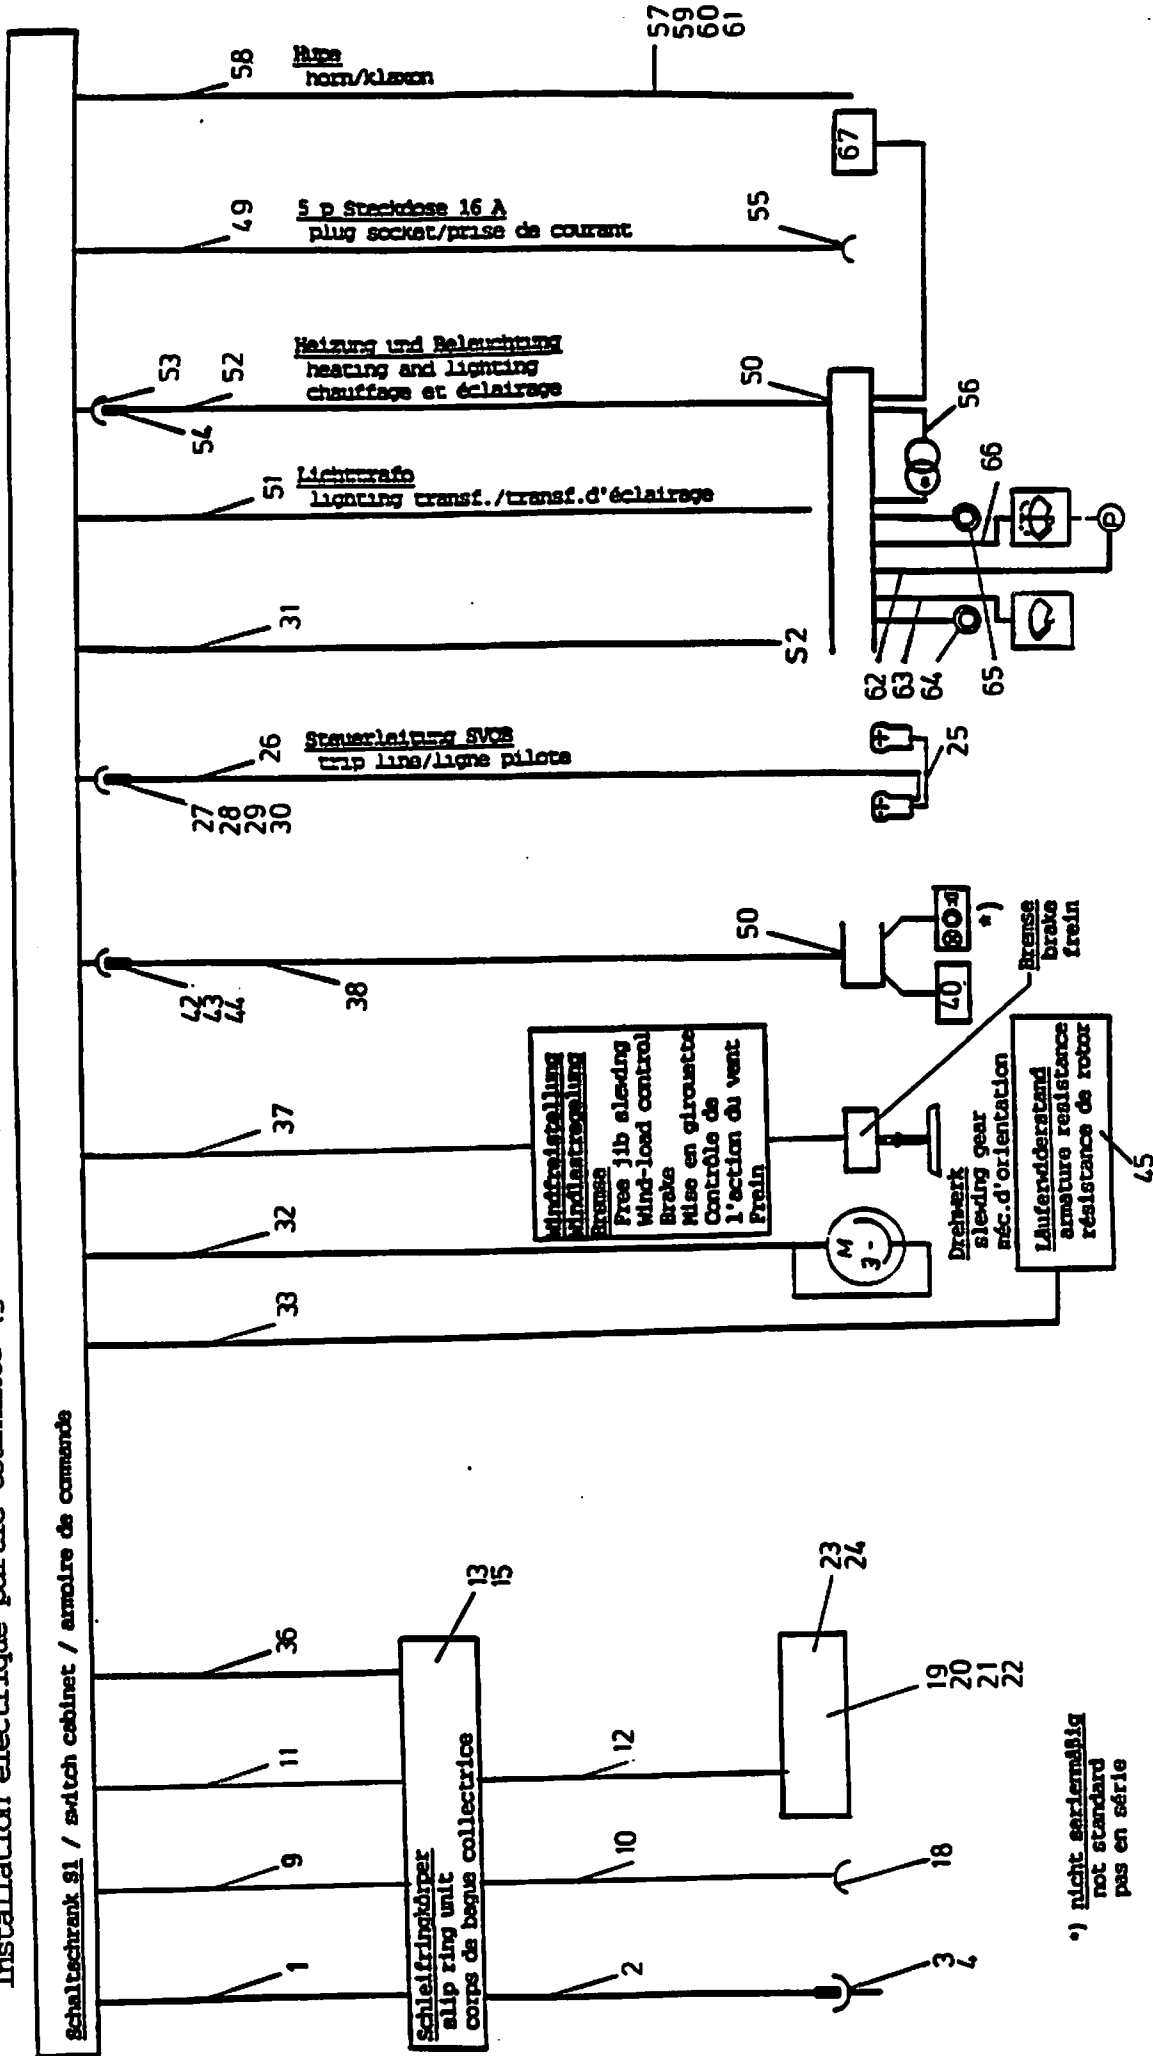 Schaltschrank S1 / switch cabinet / armoire de commande
1
9
11
36
33
32
37
42
43
44
38
27
28
29
30
26
Steuerleitung SVOB
trip line/ligne pilote
31
51
Lichttrafo
lighting transf./transf.d'éclairage
53
54
52
Heizung und Beleuchtung
heating and lighting
chauffage et éclairage
49
5 p Steckdose 16 A
plug socket/prise de courant
58
Hupe
horn/klaxon
57
59
60
61
Schleifringkörper
slip ring unit
corps de bague collectrice
13
15
2
3
4
10
18
12
19
20
21
22
23
24
Windfreistellung
Windlastregelung
Bremse
Free jib slewing
Wind-load control
Brake
Mise en girouette
Contrôle de
l'action du vent
Frein
M
3~
Drehwerk
slewing gear
méc.d'orientation
Läuferwiderstand
armature resistance
résistance de rotor
45
Bremse
brake
frein
50
40
*)
25
S2
50
55
67
56
66
62
63
64
65
P
*) nicht serienmäßig
not standard
pas en série